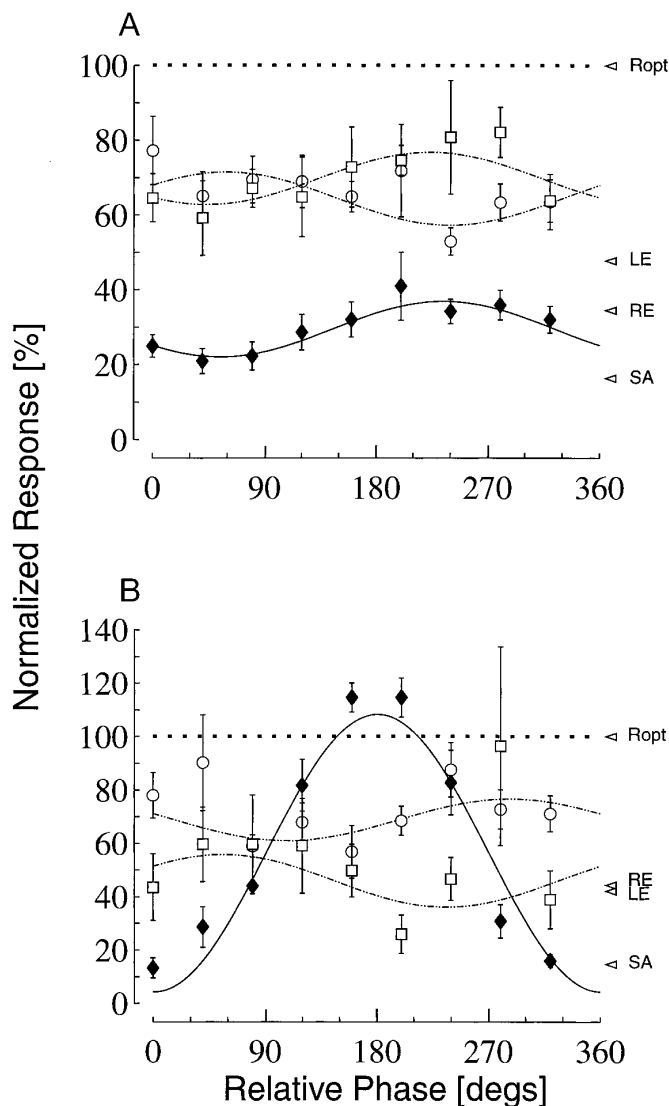 A
100
80
60
40
20
0
Ropt
LE
RE
SA
0 90 180 270 360
Normalized Response [%]
B
140
120
100
80
60
40
20
0
Ropt
RE
LE
SA
0 90 180 270 360
Relative Phase [degs]